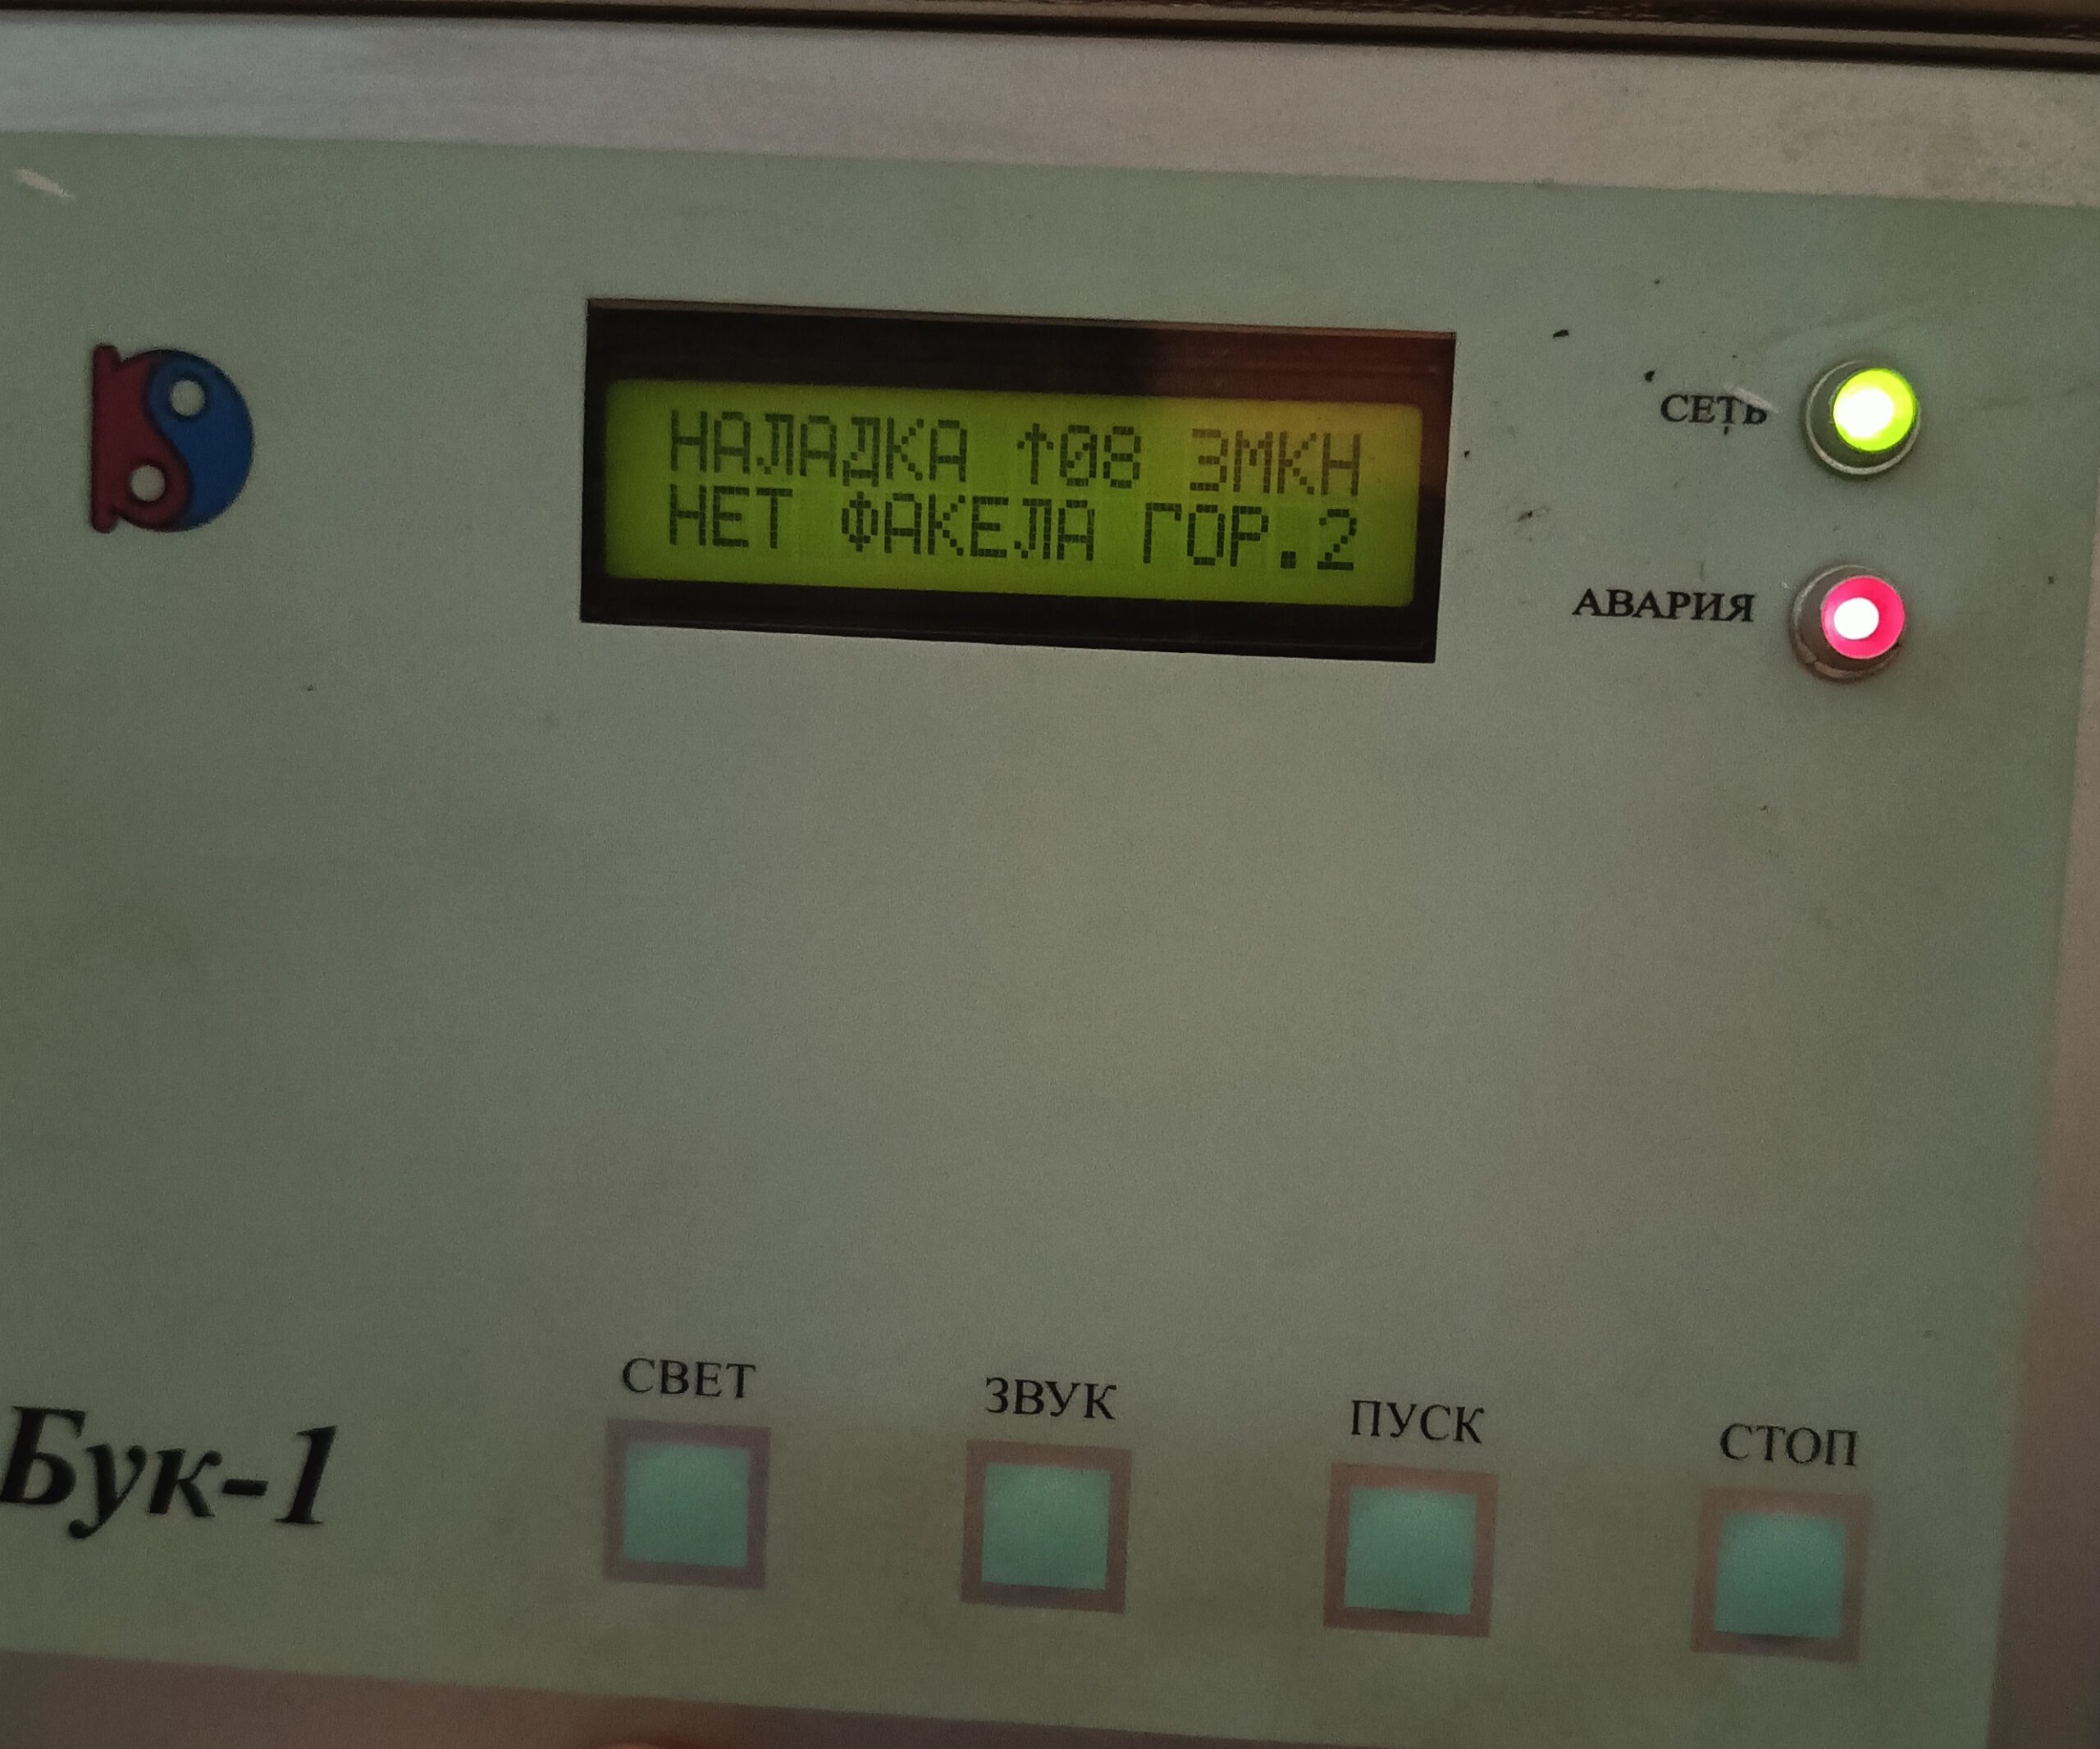 НАЛАДКА ↑08 ЗМКН
НЕТ ФАКЕЛА ГОР.2
СЕТЬ
АВАРИЯ
Бук-1
СВЕТ
ЗВУК
ПУСК
СТОП